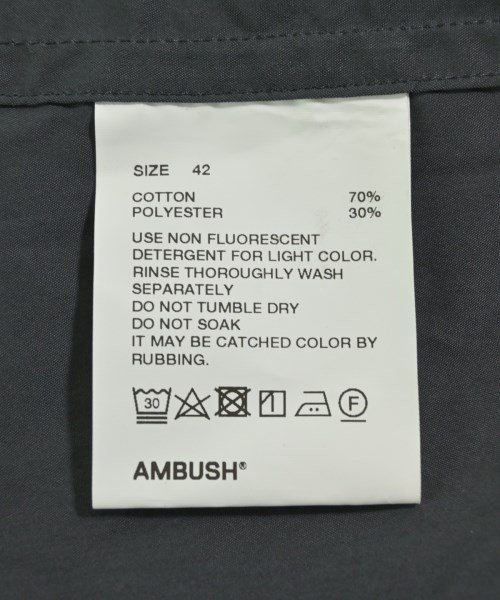 SIZE 42
COTTON 70%
POLYESTER 30%
USE NON FLUORESCENT
DETERGENT FOR LIGHT COLOR.
RINSE THOROUGHLY WASH
SEPARATELY
DO NOT TUMBLE DRY
DO NOT SOAK
IT MAY BE CATCHED COLOR BY
RUBBING.
30 F
AMBUSH®